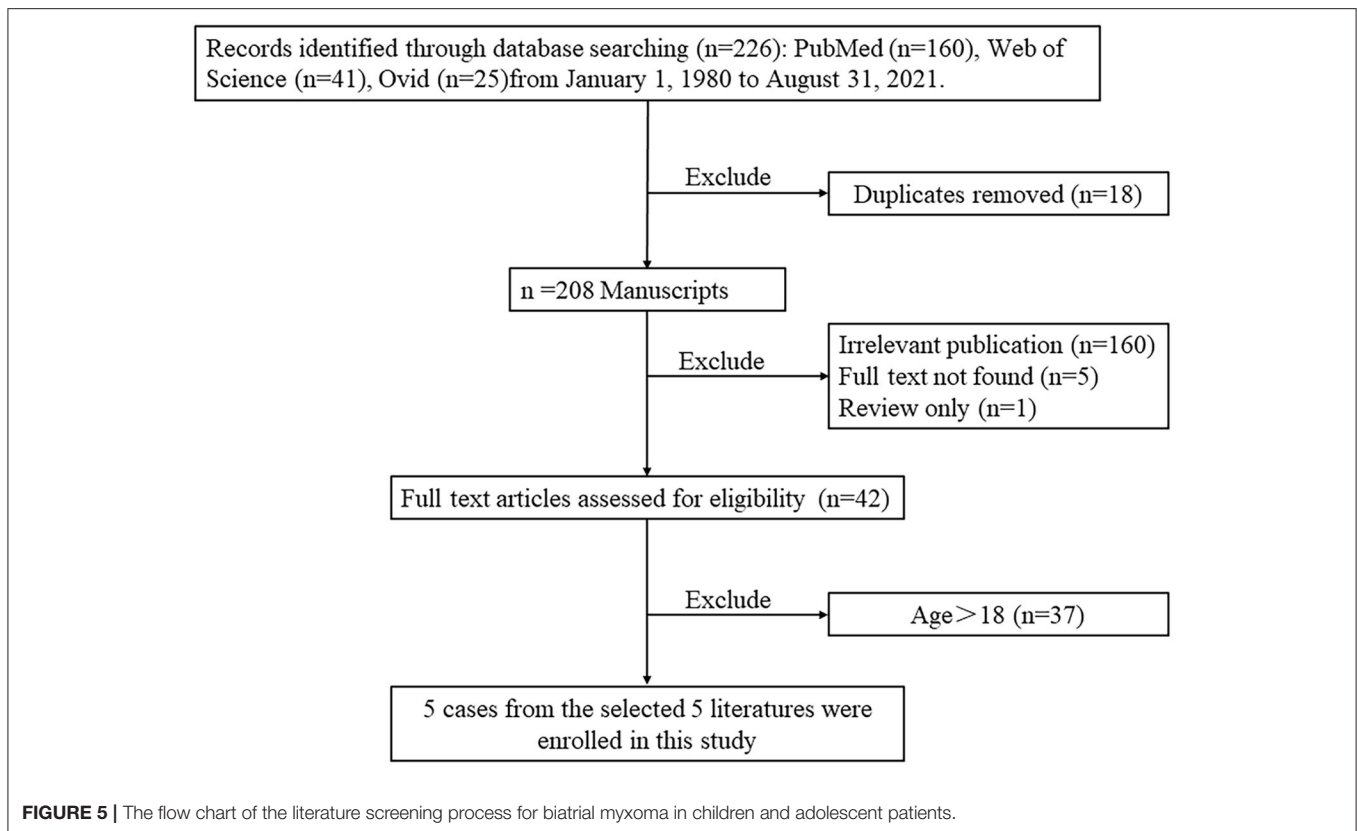 Records identified through database searching (n=226): PubMed (n=160), Web of
Science (n=41), Ovid (n=25)from January 1, 1980 to August 31, 2021.
Exclude
Duplicates removed (n=18)
n =208 Manuscripts
Exclude
Irrelevant publication (n=160)
Full text not found (n=5)
Review only (n=1)
Full text articles assessed for eligibility (n=42)
Exclude
Age＞18 (n=37)
5 cases from the selected 5 literatures were
enrolled in this study
FIGURE 5 | The flow chart of the literature screening process for biatrial myxoma in children and adolescent patients.